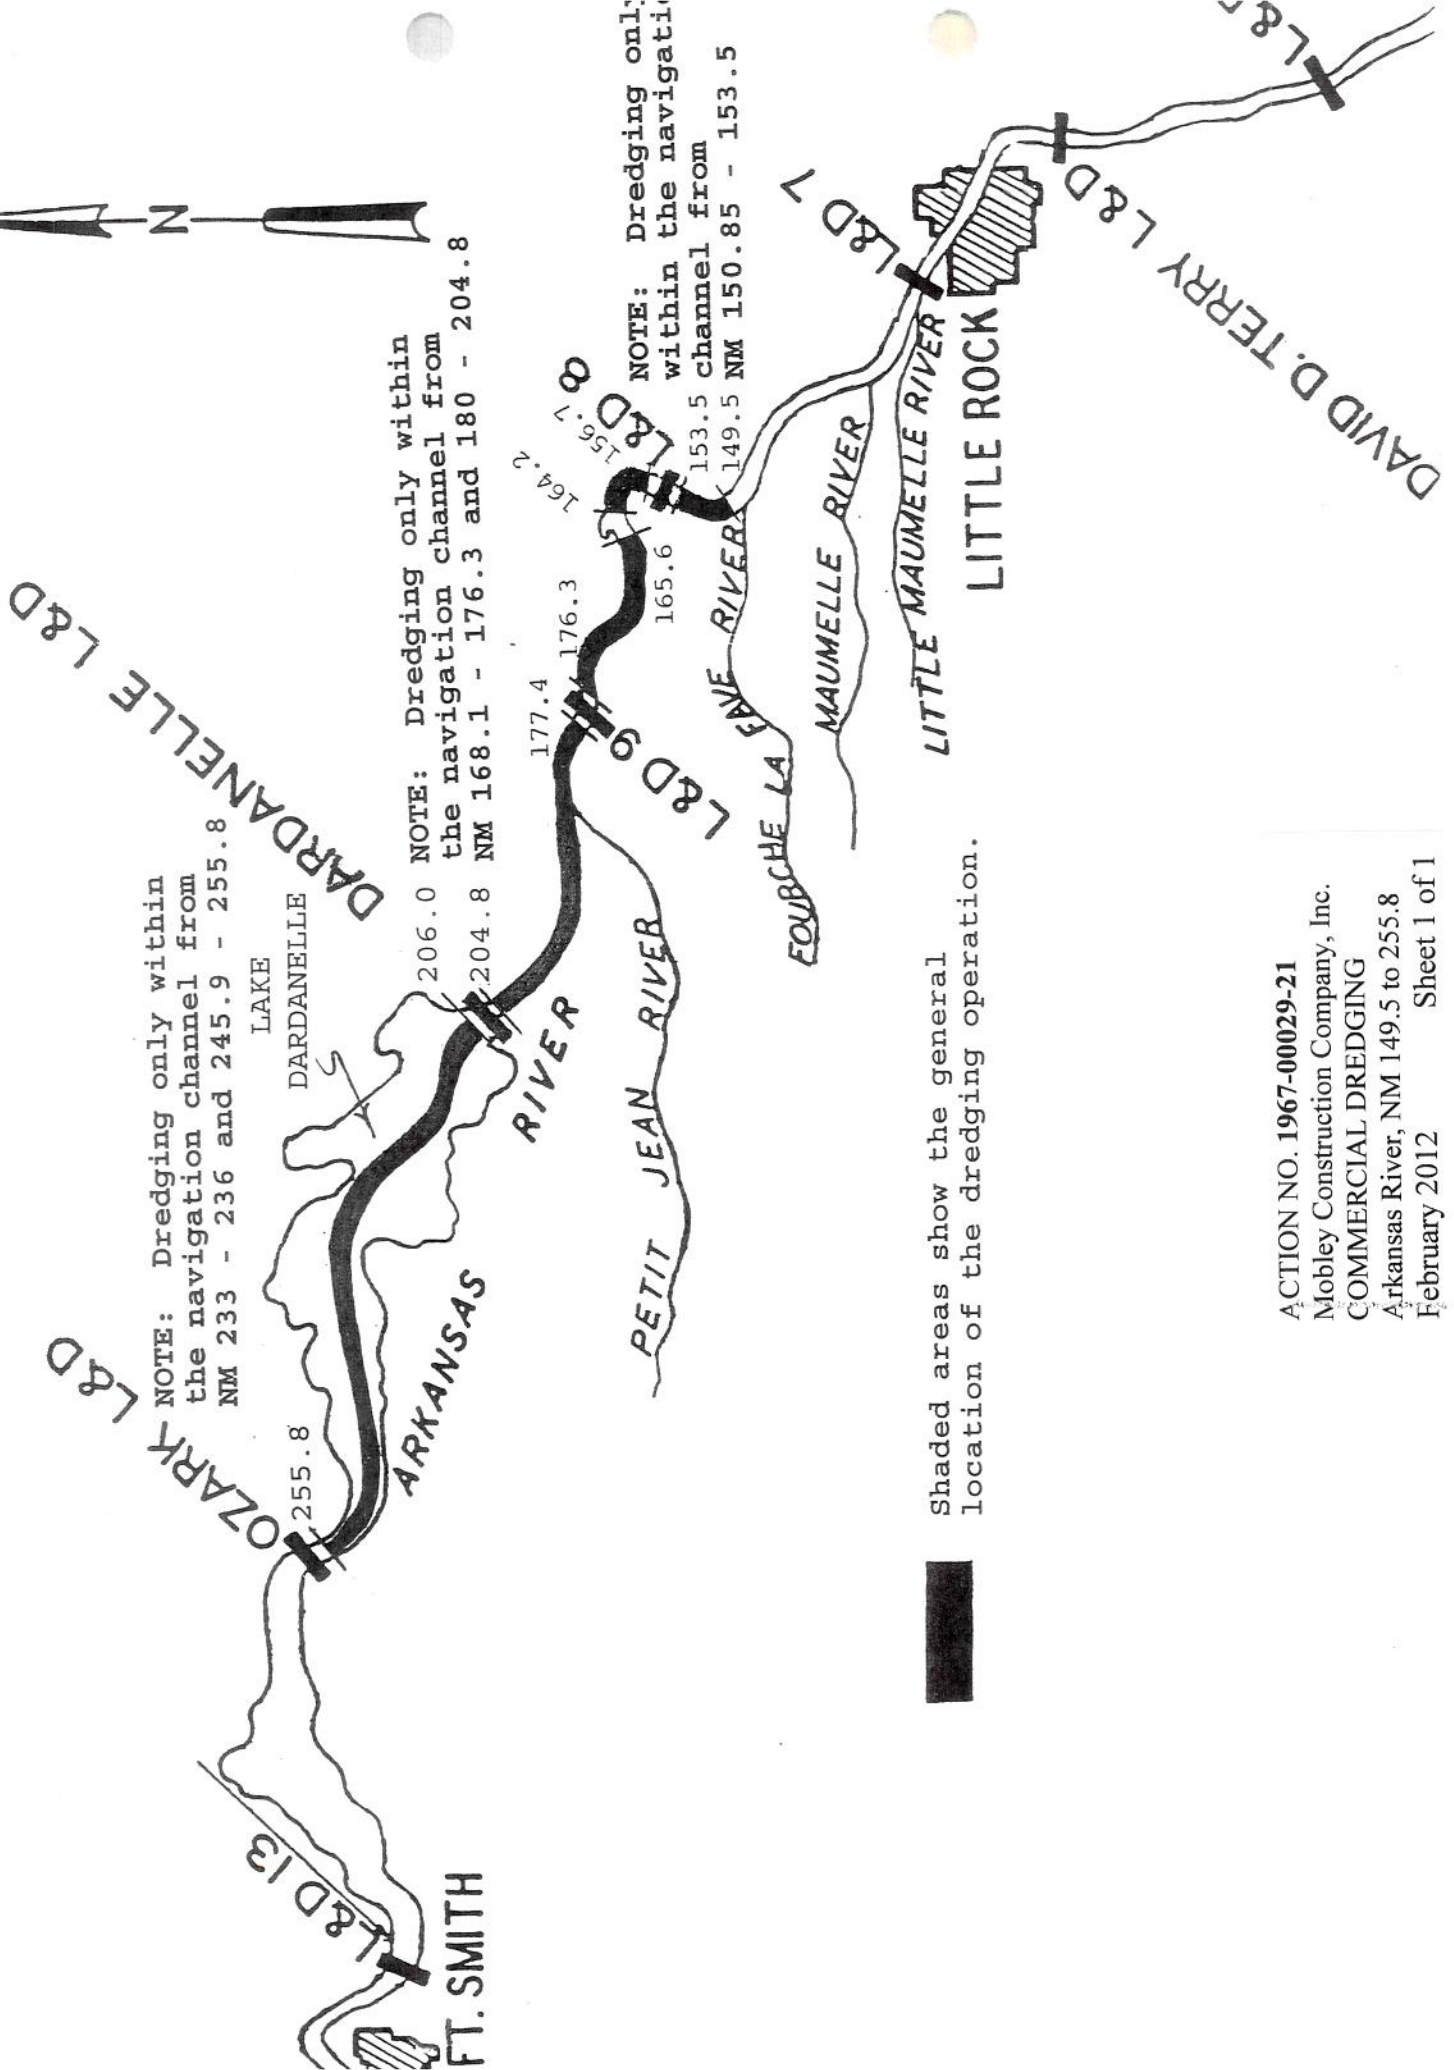 OZARK L&D
NOTE: Dredging only within
the navigation channel from
NM 233 - 236 and 245.9 - 255.8
LAKE
DARDANELLE
DARDANELLE L&D
255.8
206.0
204.8
NOTE: Dredging only within
the navigation channel from
NM 168.1 - 176.3 and 180 - 204.8
N
L&D 13
FT. SMITH
ARKANSAS
RIVER
PETIT JEAN RIVER
177.4
176.3
L&D 9
165.6
164.2
156.7
L&D 8
153.5
149.5
NOTE: Dredging only
within the
channel from
NM 150.85 - 153.5
FOURCHE LA FAVE RIVER
MAUMELLE RIVER
LITTLE MAUMELLE RIVER
L&D 7
LITTLE ROCK
DAVID D. TERRY L&D
L&D
Shaded areas show the general
location of the dredging operation.
ACTION NO. 1967-00029-21
Mobley Construction Company, Inc.
COMMERCIAL DREDGING
Arkansas River, NM 149.5 to 255.8
February 2012 Sheet 1 of 1